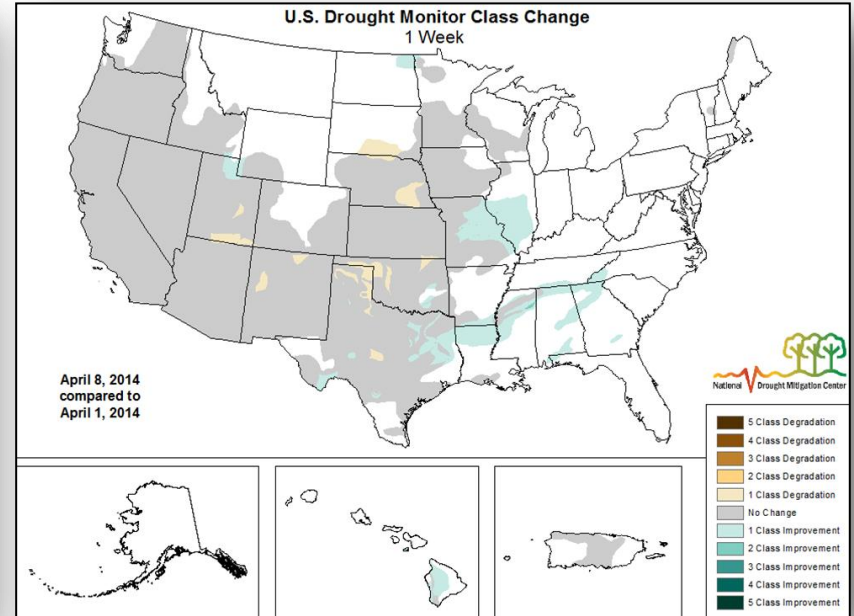 U.S. Drought Monitor Class Change
1 Week
April 8, 2014
compared to
April 1, 2014
National Drought Mitigation Center
5 Class Degradation
4 Class Degradation
3 Class Degradation
2 Class Degradation
1 Class Degradation
No Change
1 Class Improvement
2 Class Improvement
3 Class Improvement
4 Class Improvement
5 Class Improvement